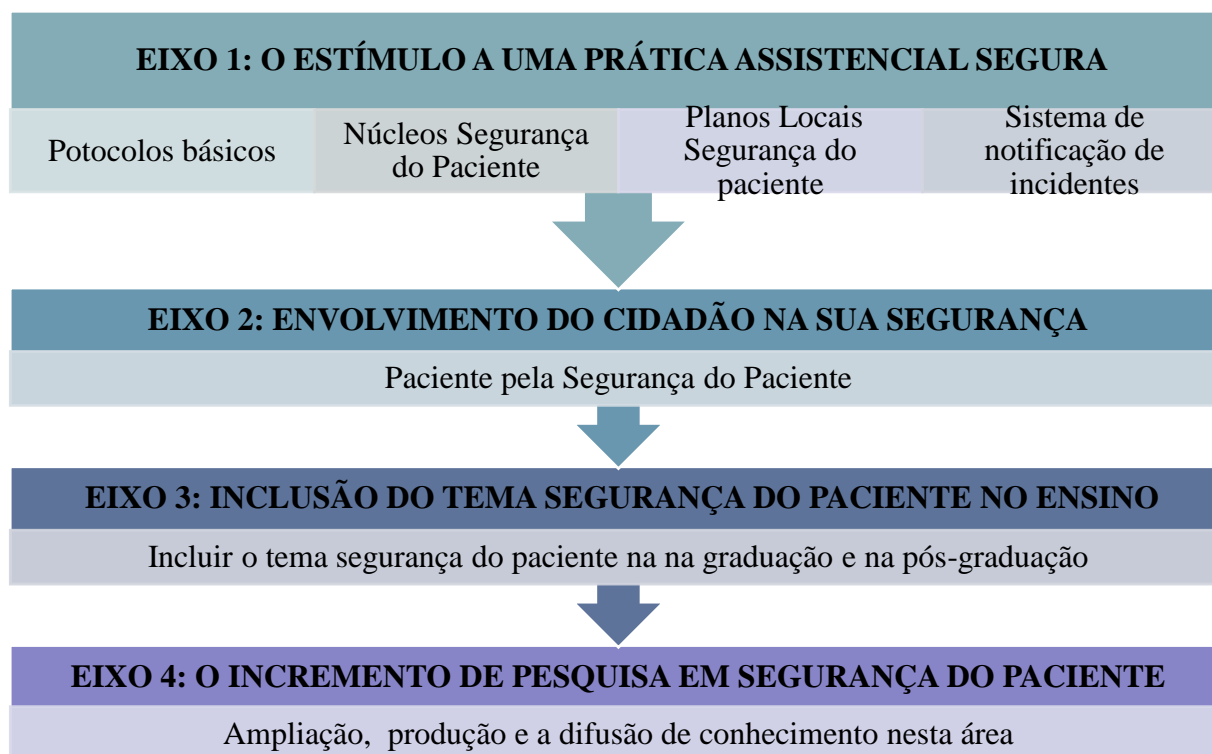 EIXO 1: O ESTÍMULO A UMA PRÁTICA ASSISTENCIAL SEGURA
Potocolos básicos
Núcleos Segurança
do Paciente
Planos Locais
Segurança do
paciente
Sistema de
notificação de
incidentes
EIXO 2: ENVOLVIMENTO DO CIDADÃO NA SUA SEGURANÇA
Paciente pela Segurança do Paciente
EIXO 3: INCLUSÃO DO TEMA SEGURANÇA DO PACIENTE NO ENSINO
Incluir o tema segurança do paciente na na graduação e na pós-graduação
EIXO 4: O INCREMENTO DE PESQUISA EM SEGURANÇA DO PACIENTE
Ampliação, produção e a difusão de conhecimento nesta área